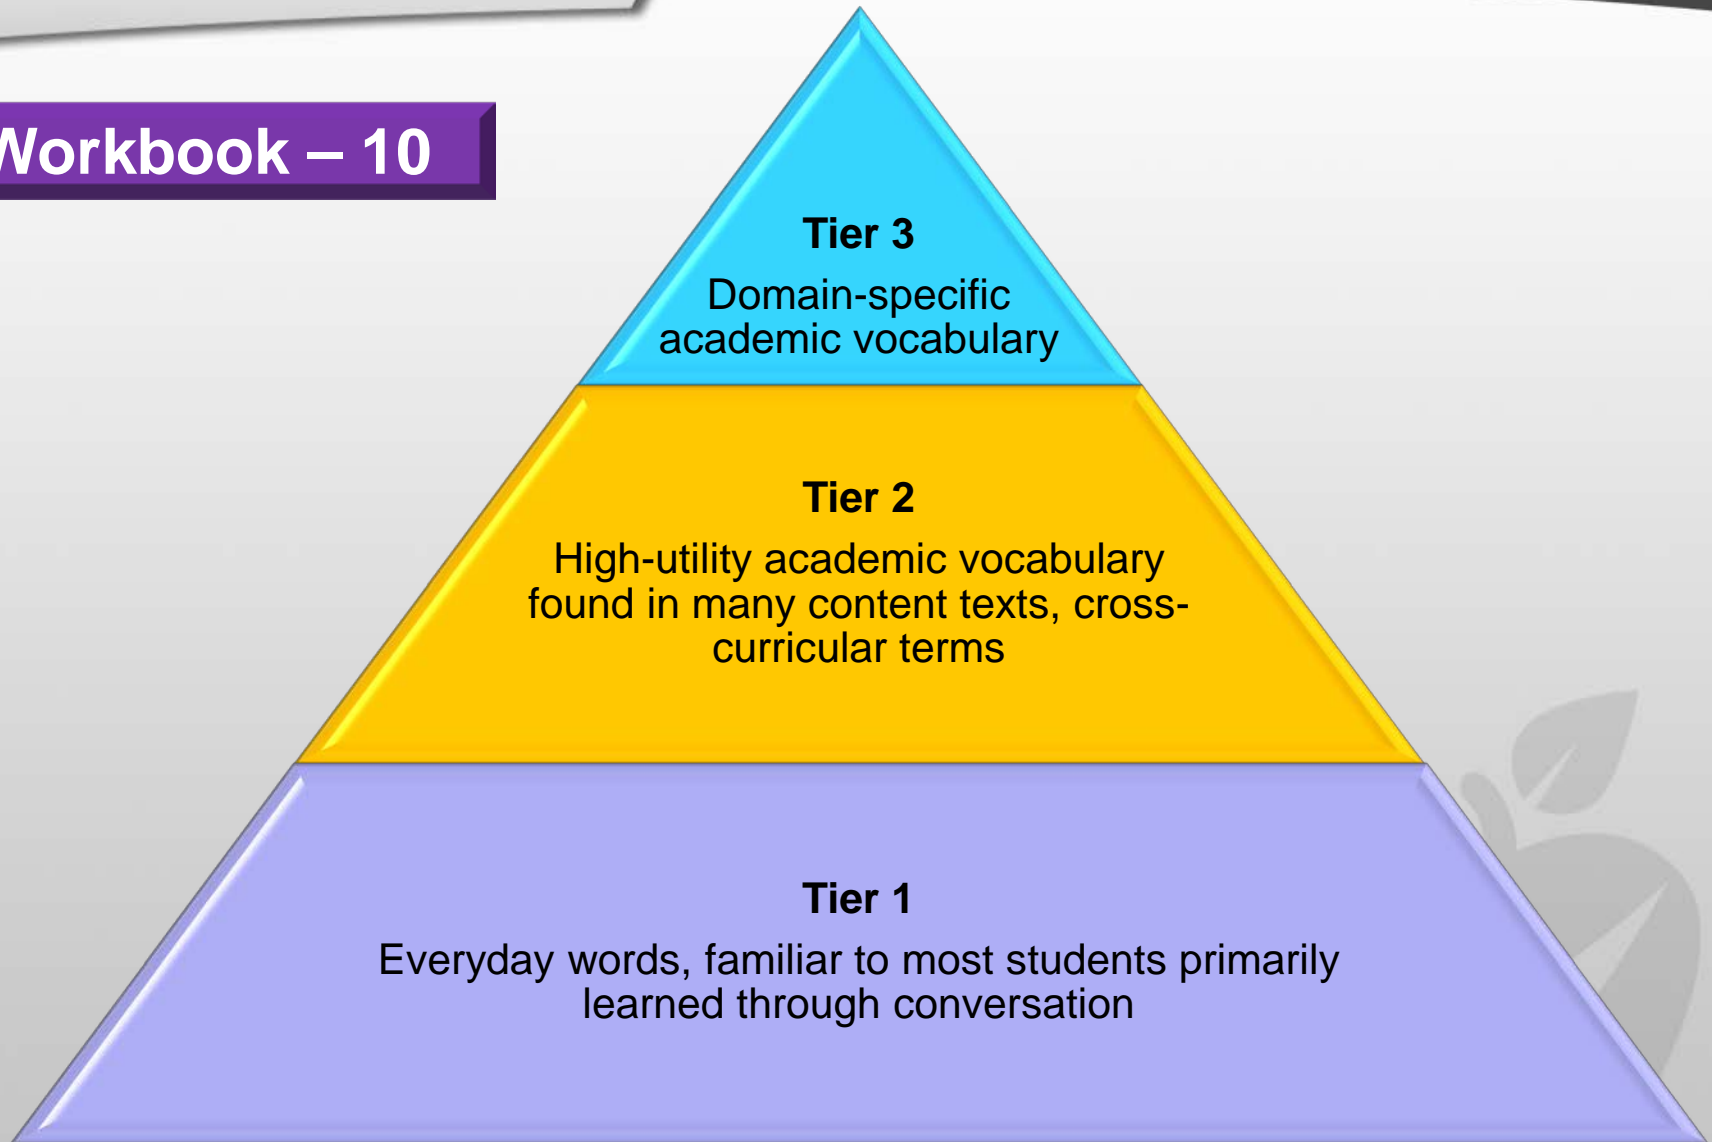 Workbook – 10
Tier 3
Domain-specific
academic vocabulary
Tier 2
High-utility academic vocabulary
found in many content texts, cross-
curricular terms
Tier 1
Everyday words, familiar to most students primarily
learned through conversation